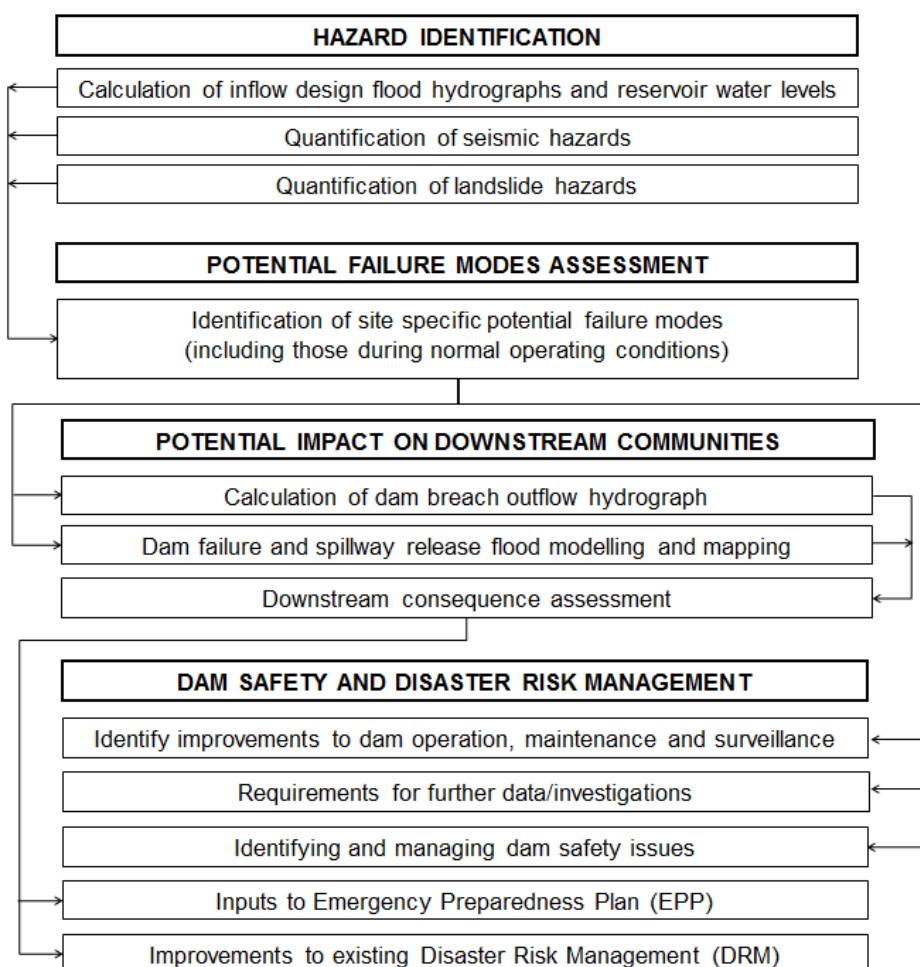 HAZARD IDENTIFICATION
Calculation of inflow design flood hydrographs and reservoir water levels
Quantification of seismic hazards
Quantification of landslide hazards
POTENTIAL FAILURE MODES ASSESSMENT
Identification of site specific potential failure modes
(including those during normal operating conditions)
POTENTIAL IMPACT ON DOWNSTREAM COMMUNITIES
Calculation of dam breach outflow hydrograph
Dam failure and spillway release flood modelling and mapping
Downstream consequence assessment
DAM SAFETY AND DISASTER RISK MANAGEMENT
Identify improvements to dam operation, maintenance and surveillance
Requirements for further data/investigations
Identifying and managing dam safety issues
Inputs to Emergency Preparedness Plan (EPP)
Improvements to existing Disaster Risk Management (DRM)